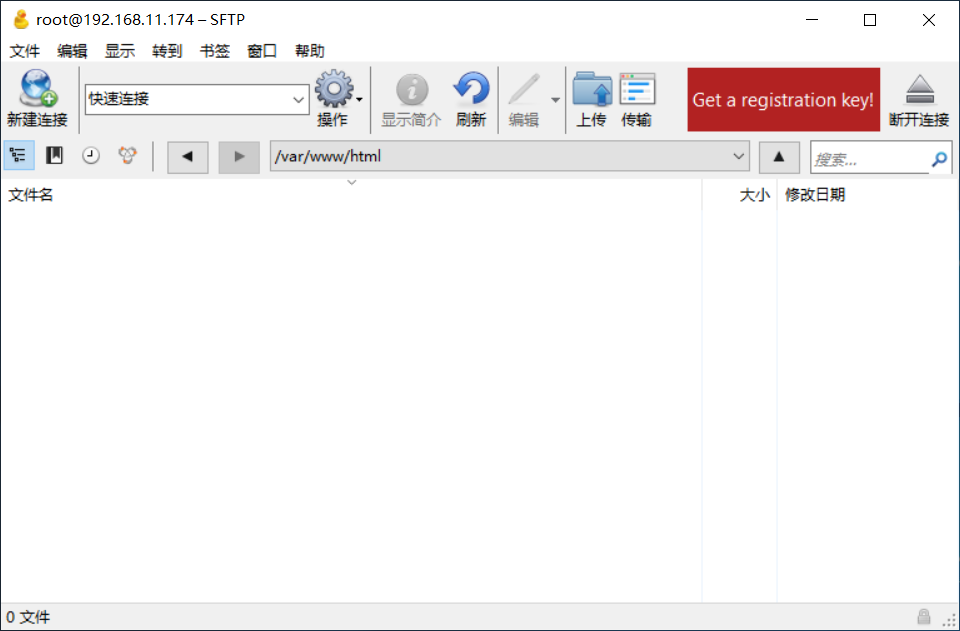 root@192.168.11.174 – SFTP
文件 编辑 显示 转到 书签 窗口 帮助
新建连接 快速连接 操作 显示简介 刷新 编辑 上传 传输 Get a registration key! 断开连接
/var/www/html 搜索...
文件名 大小 修改日期
0 文件